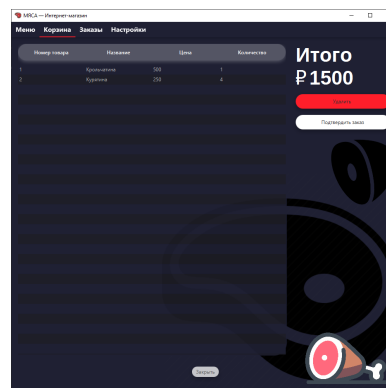 МЯСА — Интернет-магазин
Меню Корзина Заказы Настройки
Номер товара Название Цена Количество
1 Крольчатина 500 1
2 Курятина 250 4
Итого
₽ 1500
Удалить
Подтвердить заказ
Закрыть